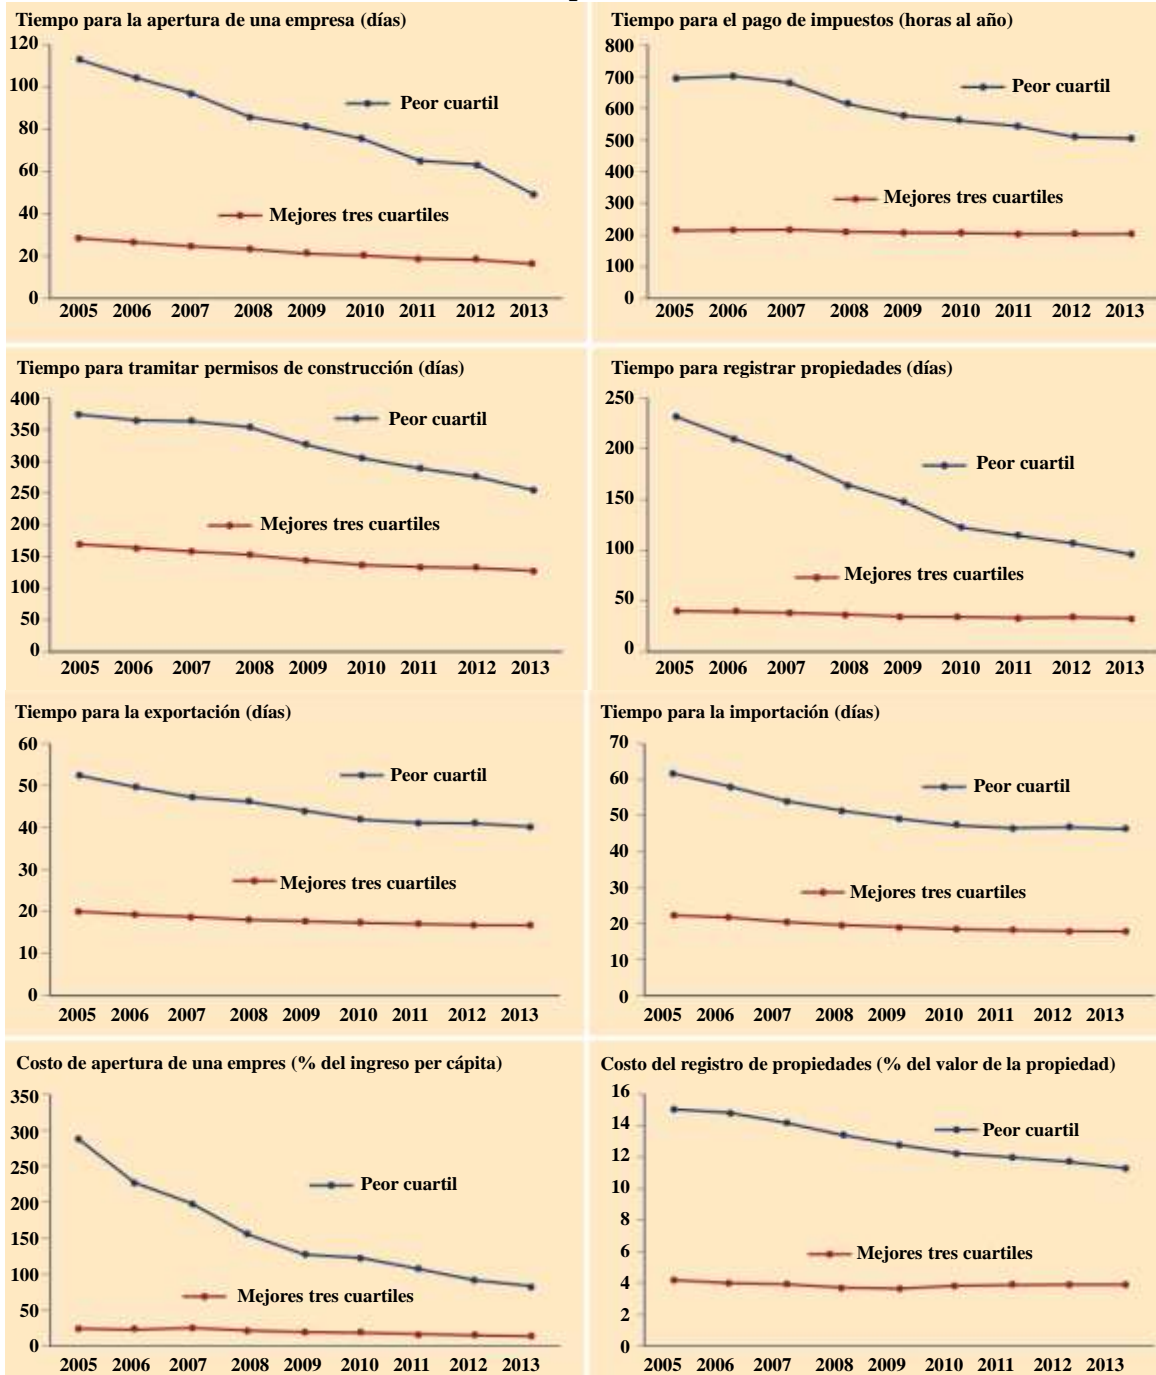 Tiempo para la apertura de una empresa (días)
120
100
80
60
40
20
0
Peor cuartil
Mejores tres cuartiles
2005 2006 2007 2008 2009 2010 2011 2012 2013
Tiempo para el pago de impuestos (horas al año)
800
700
600
500
400
300
200
100
0
Peor cuartil
Mejores tres cuartiles
2005 2006 2007 2008 2009 2010 2011 2012 2013
Tiempo para tramitar permisos de construcción (días)
400
350
300
250
200
150
100
50
0
Peor cuartil
Mejores tres cuartiles
2005 2006 2007 2008 2009 2010 2011 2012 2013
Tiempo para registrar propiedades (días)
250
200
150
100
50
0
Peor cuartil
Mejores tres cuartiles
2005 2006 2007 2008 2009 2010 2011 2012 2013
Tiempo para la exportación (días)
60
50
40
30
20
10
0
Peor cuartil
Mejores tres cuartiles
2005 2006 2007 2008 2009 2010 2011 2012 2013
Tiempo para la importación (días)
70
60
50
40
30
20
10
0
Peor cuartil
Mejores tres cuartiles
2005 2006 2007 2008 2009 2010 2011 2012 2013
Costo de apertura de una empres (% del ingreso per cápita)
350
300
250
200
150
100
50
0
Peor cuartil
Mejores tres cuartiles
2005 2006 2007 2008 2009 2010 2011 2012 2013
Costo del registro de propiedades (% del valor de la propiedad)
16
14
12
10
8
6
4
2
0
Peor cuartil
Mejores tres cuartiles
2005 2006 2007 2008 2009 2010 2011 2012 2013